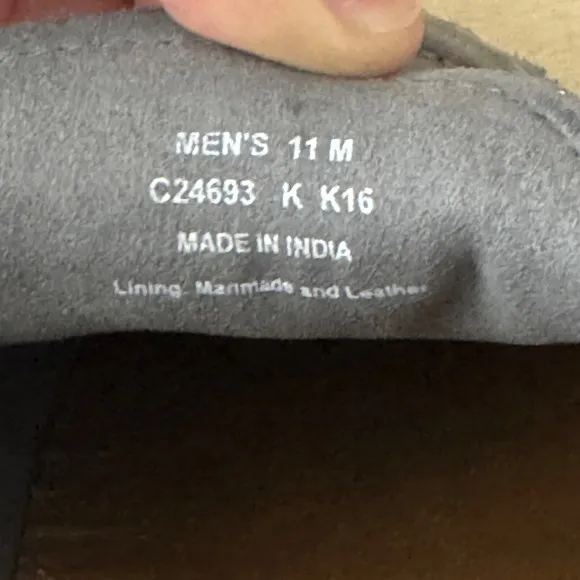 MEN'S 11 M
C24693 K K16
MADE IN INDIA
Lining- Manmade and Leather